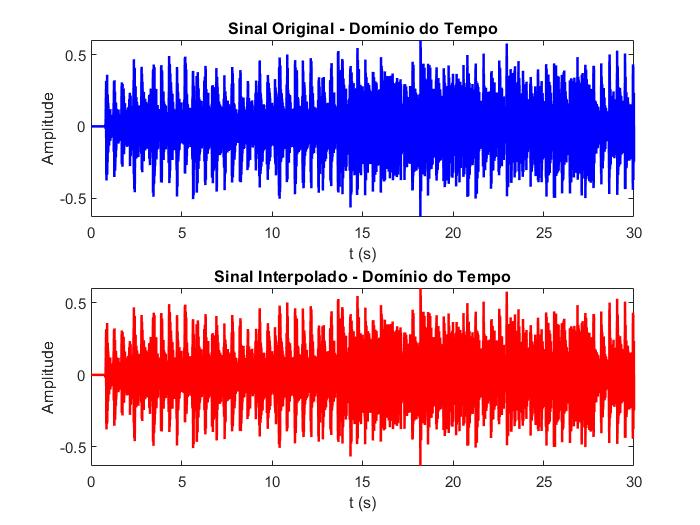 Sinal Original - Domínio do Tempo
0.5
0
-0.5
Amplitude
0 5 10 15 20 25 30
t (s)
Sinal Interpolado - Domínio do Tempo
0.5
0
-0.5
Amplitude
0 5 10 15 20 25 30
t (s)